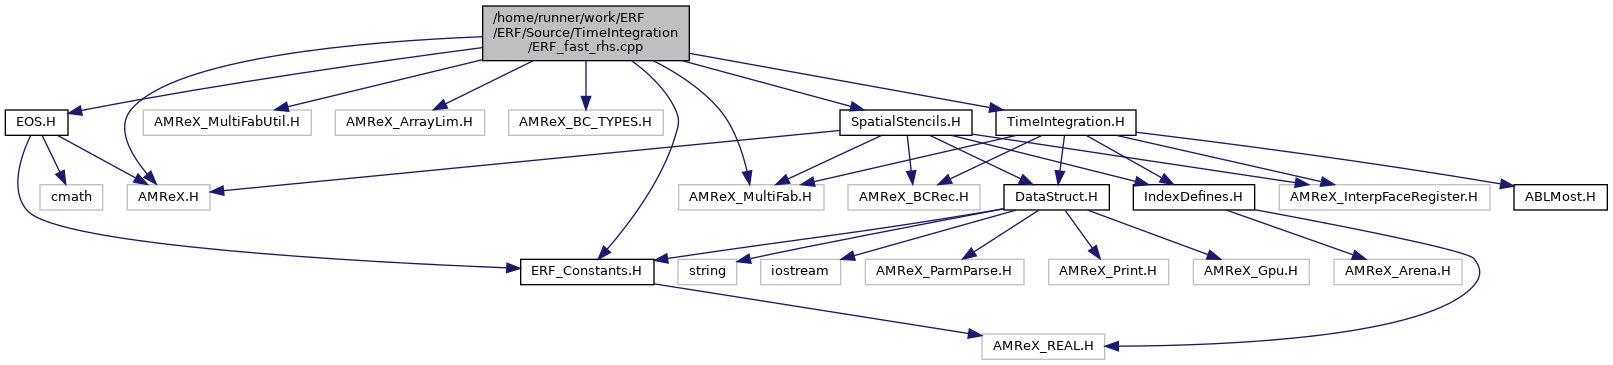 /home/runner/work/ERF
/ERF/Source/TimeIntegration
/ERF_fast_rhs.cpp
EOS.H
AMReX_MultiFabUtil.H
AMReX_ArrayLim.H
AMReX_BC_TYPES.H
SpatialStencils.H
TimeIntegration.H
cmath
AMReX.H
AMReX_MultiFab.H
AMReX_BCRec.H
DataStruct.H
IndexDefines.H
AMReX_InterpFaceRegister.H
ABLMost.H
ERF_Constants.H
string
iostream
AMReX_ParmParse.H
AMReX_Print.H
AMReX_Gpu.H
AMReX_Arena.H
AMReX_REAL.H